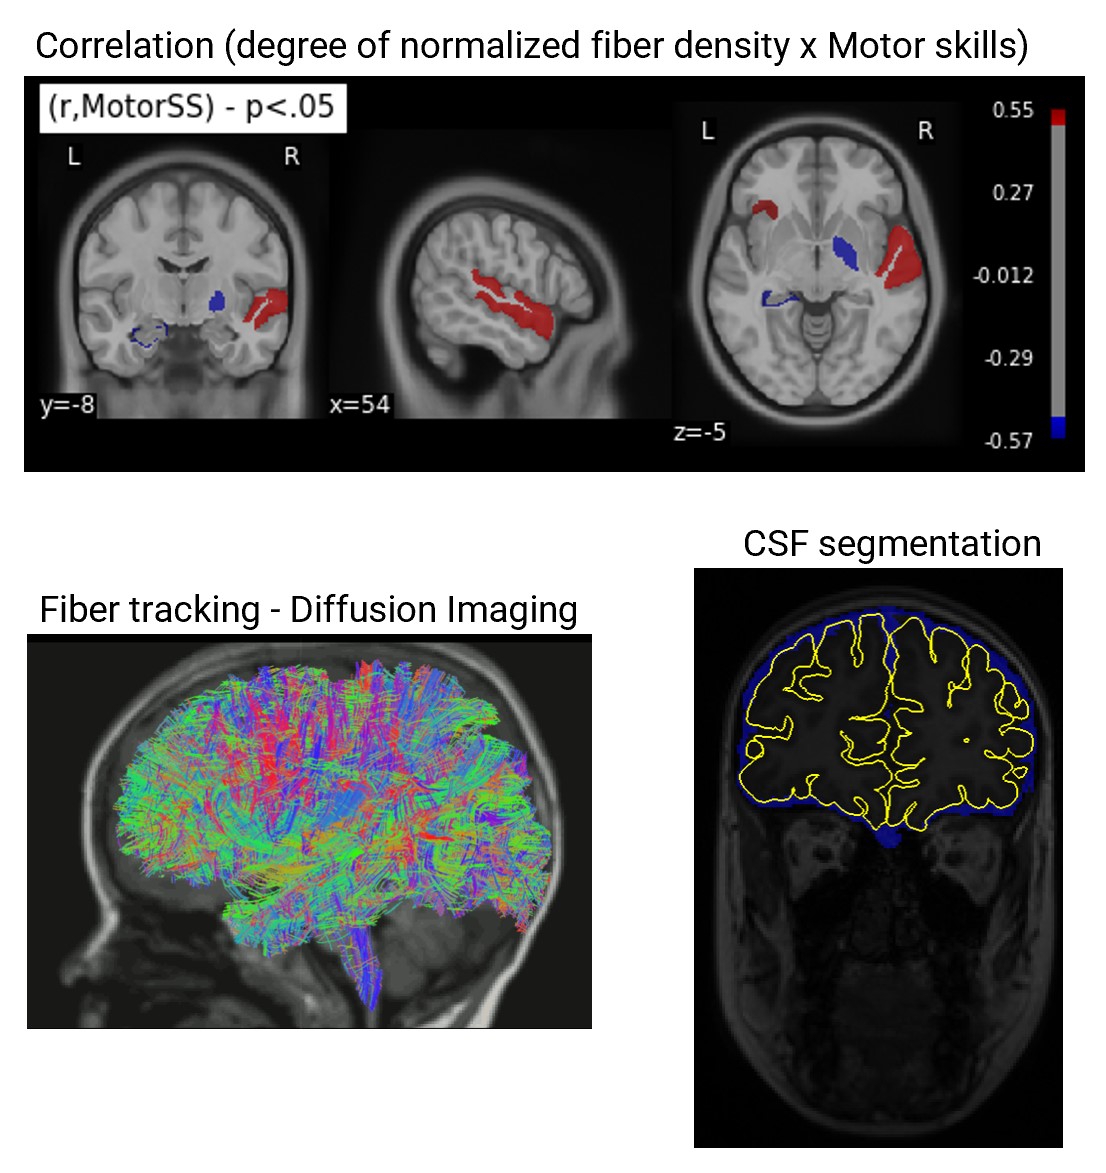 Correlation (degree of normalized fiber density x Motor skills)
(r,MotorSS) - p<.05
L
R
L
R
0.55
0.27
-0.012
-0.29
-0.57
y=-8
x=54
z=-5
CSF segmentation
Fiber tracking - Diffusion Imaging